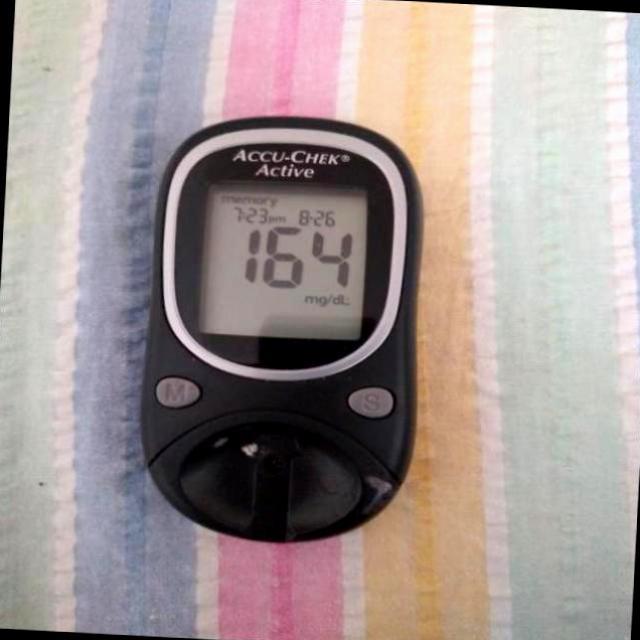 ACCU-CHEK®
Active
memory
7:23pm 8-26
164
mg/dL
M S